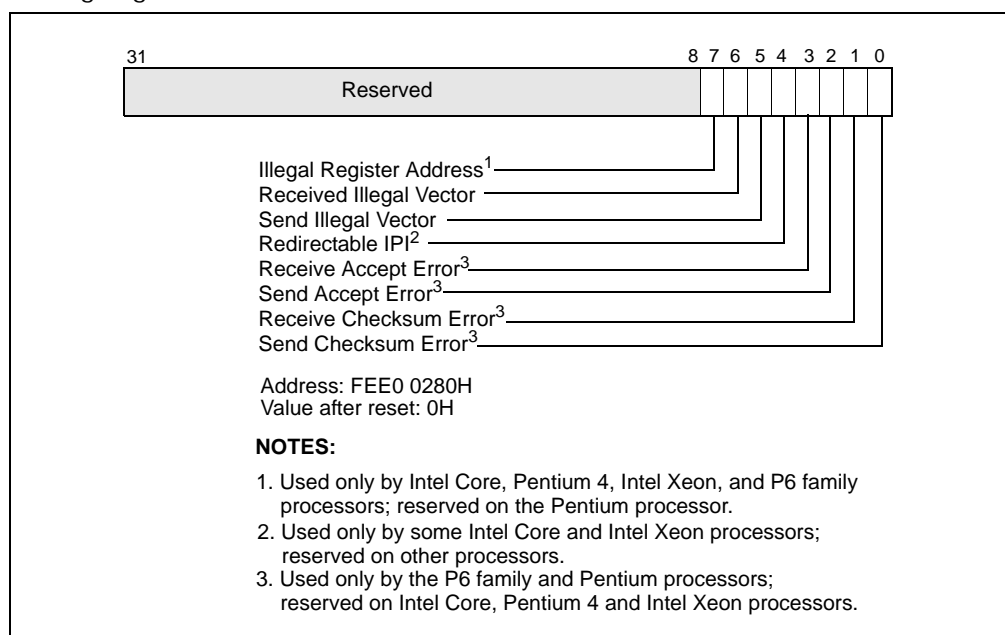 31 8 7 6 5 4 3 2 1 0
Reserved
Illegal Register Address1
Received Illegal Vector
Send Illegal Vector
Redirectable IPI2
Receive Accept Error3
Send Accept Error3
Receive Checksum Error3
Send Checksum Error3
Address: FEE0 0280H
Value after reset: 0H
NOTES:
1. Used only by Intel Core, Pentium 4, Intel Xeon, and P6 family
processors; reserved on the Pentium processor.
2. Used only by some Intel Core and Intel Xeon processors;
reserved on other processors.
3. Used only by the P6 family and Pentium processors;
reserved on Intel Core, Pentium 4 and Intel Xeon processors.